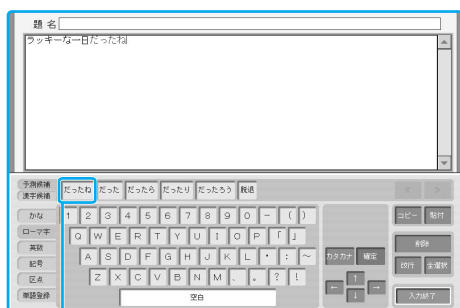 題 名
ラッキーな一日だったね
予測候補
漢字候補
だったね だった だったら だったり だったろう 脱退
< >
かな
ローマ字
英数
記号
区点
単語登録
1 2 3 4 5 6 7 8 9 0 － ( )
Q W E R T Y U I O P 「 」
A S D F G H J K L ・ : ～
Z X C V B N M 、 。 ? !
空白
カタカナ 確定
← ↑ ↓ →
コピー 貼付
削除
改行 全選択
入力終了